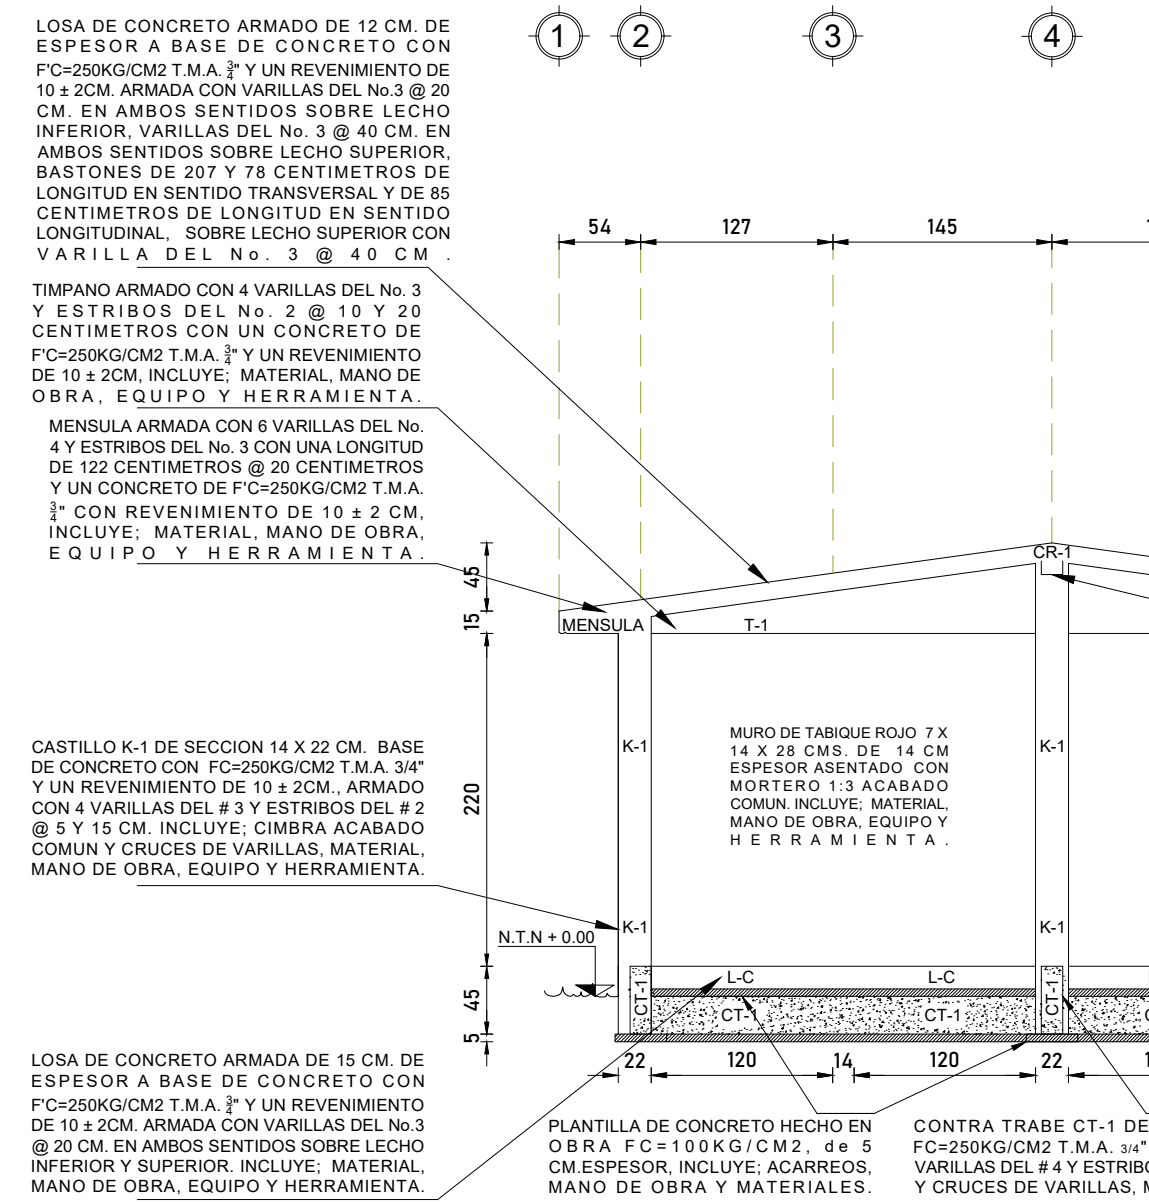 1 2 3 4
LOSA DE CONCRETO ARMADO DE 12 CM. DE
ESPESOR A BASE DE CONCRETO CON
F'C=250KG/CM2 T.M.A. 3/4" Y UN REVENIMIENTO DE
10 ± 2CM. ARMADA CON VARILLAS DEL No.3 @ 20
CM. EN AMBOS SENTIDOS SOBRE LECHO
INFERIOR, VARILLAS DEL No. 3 @ 40 CM. EN
AMBOS SENTIDOS SOBRE LECHO SUPERIOR,
BASTONES DE 207 Y 78 CENTIMETROS DE
LONGITUD EN SENTIDO TRANSVERSAL Y DE 85
CENTIMETROS DE LONGITUD EN SENTIDO
LONGITUDINAL, SOBRE LECHO SUPERIOR CON
VARILLA DEL No. 3 @ 40 CM .
54 127 145
TIMPANO ARMADO CON 4 VARILLAS DEL No. 3
Y ESTRIBOS DEL No. 2 @ 10 Y 20
CENTIMETROS CON UN CONCRETO DE
F'C=250KG/CM2 T.M.A. 3/4" Y UN REVENIMIENTO
DE 10 ± 2CM, INCLUYE; MATERIAL, MANO DE
OBRA, EQUIPO Y HERRAMIENTA.
MENSULA ARMADA CON 6 VARILLAS DEL No.
4 Y ESTRIBOS DEL No. 3 CON UNA LONGITUD
DE 122 CENTIMETROS @ 20 CENTIMETROS
Y UN CONCRETO DE F'C=250KG/CM2 T.M.A.
3/4" CON REVENIMIENTO DE 10 ± 2 CM,
INCLUYE; MATERIAL, MANO DE OBRA,
EQUIPO Y HERRAMIENTA.
CR-1
45
15
MENSULA T-1
220
K-1 K-1
MURO DE TABIQUE ROJO 7 X
14 X 28 CMS. DE 14 CM
ESPESOR ASENTADO CON
MORTERO 1:3 ACABADO
COMUN. INCLUYE; MATERIAL,
MANO DE OBRA, EQUIPO Y
HERRAMIENTA.
CASTILLO K-1 DE SECCION 14 X 22 CM. BASE
DE CONCRETO CON FC=250KG/CM2 T.M.A. 3/4"
Y UN REVENIMIENTO DE 10 ± 2CM., ARMADO
CON 4 VARILLAS DEL # 3 Y ESTRIBOS DEL # 2
@ 5 Y 15 CM. INCLUYE; CIMBRA ACABADO
COMUN Y CRUCES DE VARILLAS, MATERIAL,
MANO DE OBRA, EQUIPO Y HERRAMIENTA.
K-1 K-1
N.T.N + 0.00
L-C L-C
45
CT-1 CT-1 CT-1 CT-1
5
22 120 14 120 22
LOSA DE CONCRETO ARMADA DE 15 CM. DE
ESPESOR A BASE DE CONCRETO CON
F'C=250KG/CM2 T.M.A. 3/4" Y UN REVENIMIENTO
DE 10 ± 2CM. ARMADA CON VARILLAS DEL No.3
@ 20 CM. EN AMBOS SENTIDOS SOBRE LECHO
INFERIOR Y SUPERIOR. INCLUYE; MATERIAL,
MANO DE OBRA, EQUIPO Y HERRAMIENTA.
PLANTILLA DE CONCRETO HECHO EN
OBRA FC=100KG/CM2, de 5
CM.ESPESOR, INCLUYE; ACARREOS,
MANO DE OBRA Y MATERIALES.
CONTRA TRABE CT-1 DE
FC=250KG/CM2 T.M.A. 3/4"
VARILLAS DEL # 4 Y ESTRIB
Y CRUCES DE VARILLAS,